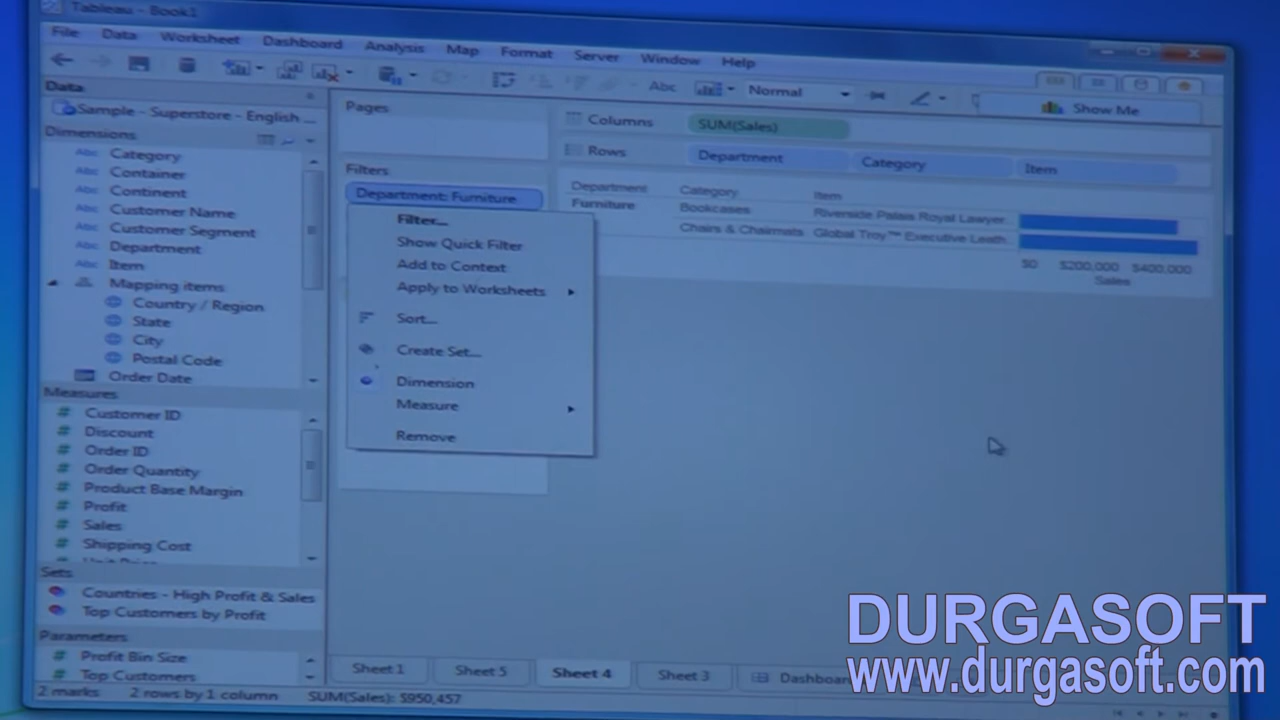 Tableau - Book1
File Data Worksheet Dashboard Analysis Map Format Server Window Help
Abc Normal Show Me
Data
Sample - Superstore - English ...
Dimensions
Abc Category
Abc Container
Abc Continent
Abc Customer Name
Abc Customer Segment
Abc Department
Abc Item
Mapping items
Country / Region
State
City
Postal Code
Order Date
Measures
# Customer ID
# Discount
# Order ID
# Order Quantity
# Product Base Margin
# Profit
# Sales
# Shipping Cost
Sets
Countries - High Profit & Sales
Top Customers by Profit
Parameters
# Profit Bin Size
# Top Customers
Pages
Filters
Department: Furniture
Filter...
Show Quick Filter
Add to Context
Apply to Worksheets
Sort...
Create Set...
Dimension
Measure
Remove
Columns SUM(Sales)
Rows Department Category Item
Department Category Item
Furniture Bookcases Riverside Palais Royal Lawyer..
Chairs & Chairmats Global Troy™ Executive Leath..
$0 $200,000 $400,000
Sales
Sheet 1 Sheet 5 Sheet 4 Sheet 3 Dashboar
2 marks 2 rows by 1 column SUM(Sales): $950,457
DURGASOFT
www.durgasoft.com